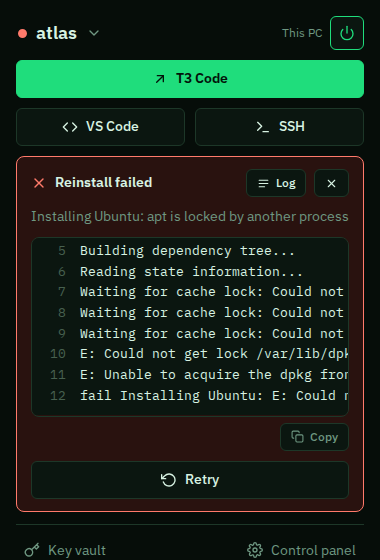 atlas
This PC
T3 Code
VS Code
SSH
Reinstall failed
Log
Installing Ubuntu: apt is locked by another process
5 Building dependency tree...
6 Reading state information...
7 Waiting for cache lock: Could not
8 Waiting for cache lock: Could not
9 Waiting for cache lock: Could not
10 E: Could not get lock /var/lib/dpk
11 E: Unable to acquire the dpkg fron
12 fail Installing Ubuntu: E: Could n
Copy
Retry
Key vault
Control panel